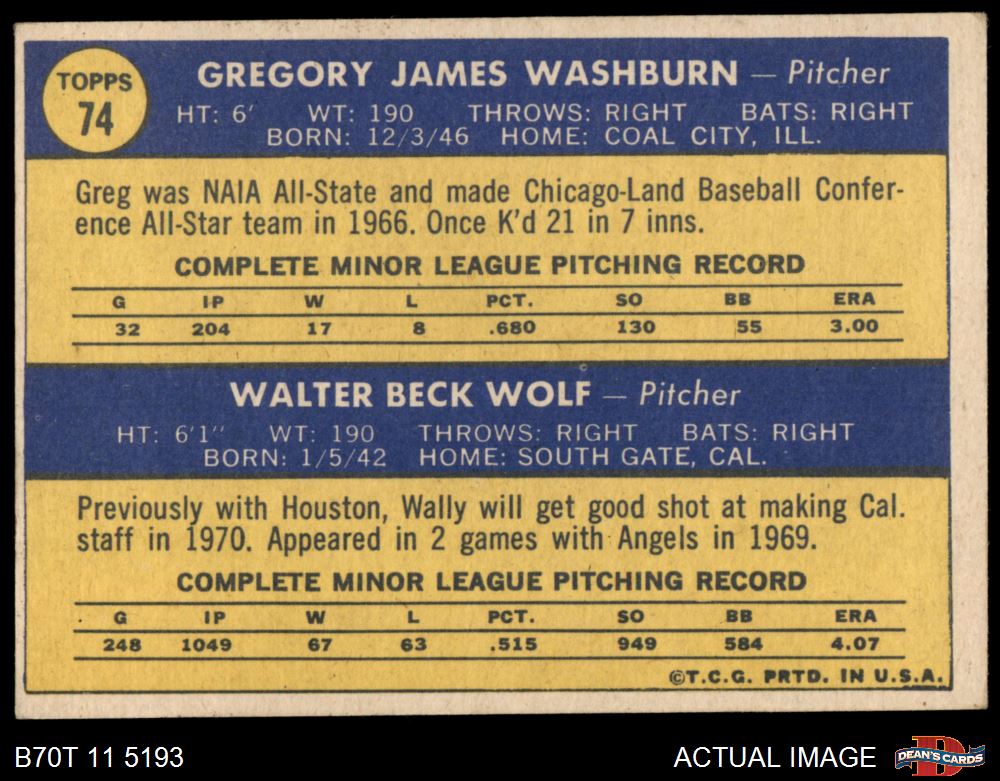 TOPPS
74
GREGORY JAMES WASHBURN — Pitcher
HT: 6' WT: 190 THROWS: RIGHT BATS: RIGHT
BORN: 12/3/46 HOME: COAL CITY, ILL.
Greg was NAIA All-State and made Chicago-Land Baseball Confer-
ence All-Star team in 1966. Once K'd 21 in 7 inns.
COMPLETE MINOR LEAGUE PITCHING RECORD
G IP W L PCT. SO BB ERA
32 204 17 8 .680 130 55 3.00
WALTER BECK WOLF — Pitcher
HT: 6'1" WT: 190 THROWS: RIGHT BATS: RIGHT
BORN: 1/5/42 HOME: SOUTH GATE, CAL.
Previously with Houston, Wally will get good shot at making Cal.
staff in 1970. Appeared in 2 games with Angels in 1969.
COMPLETE MINOR LEAGUE PITCHING RECORD
G IP W L PCT. SO BB ERA
248 1049 67 63 .515 949 584 4.07
©T.C.G. PRTD. IN U.S.A.
B70T 11 5193 ACTUAL IMAGE D DEAN'S CARDS